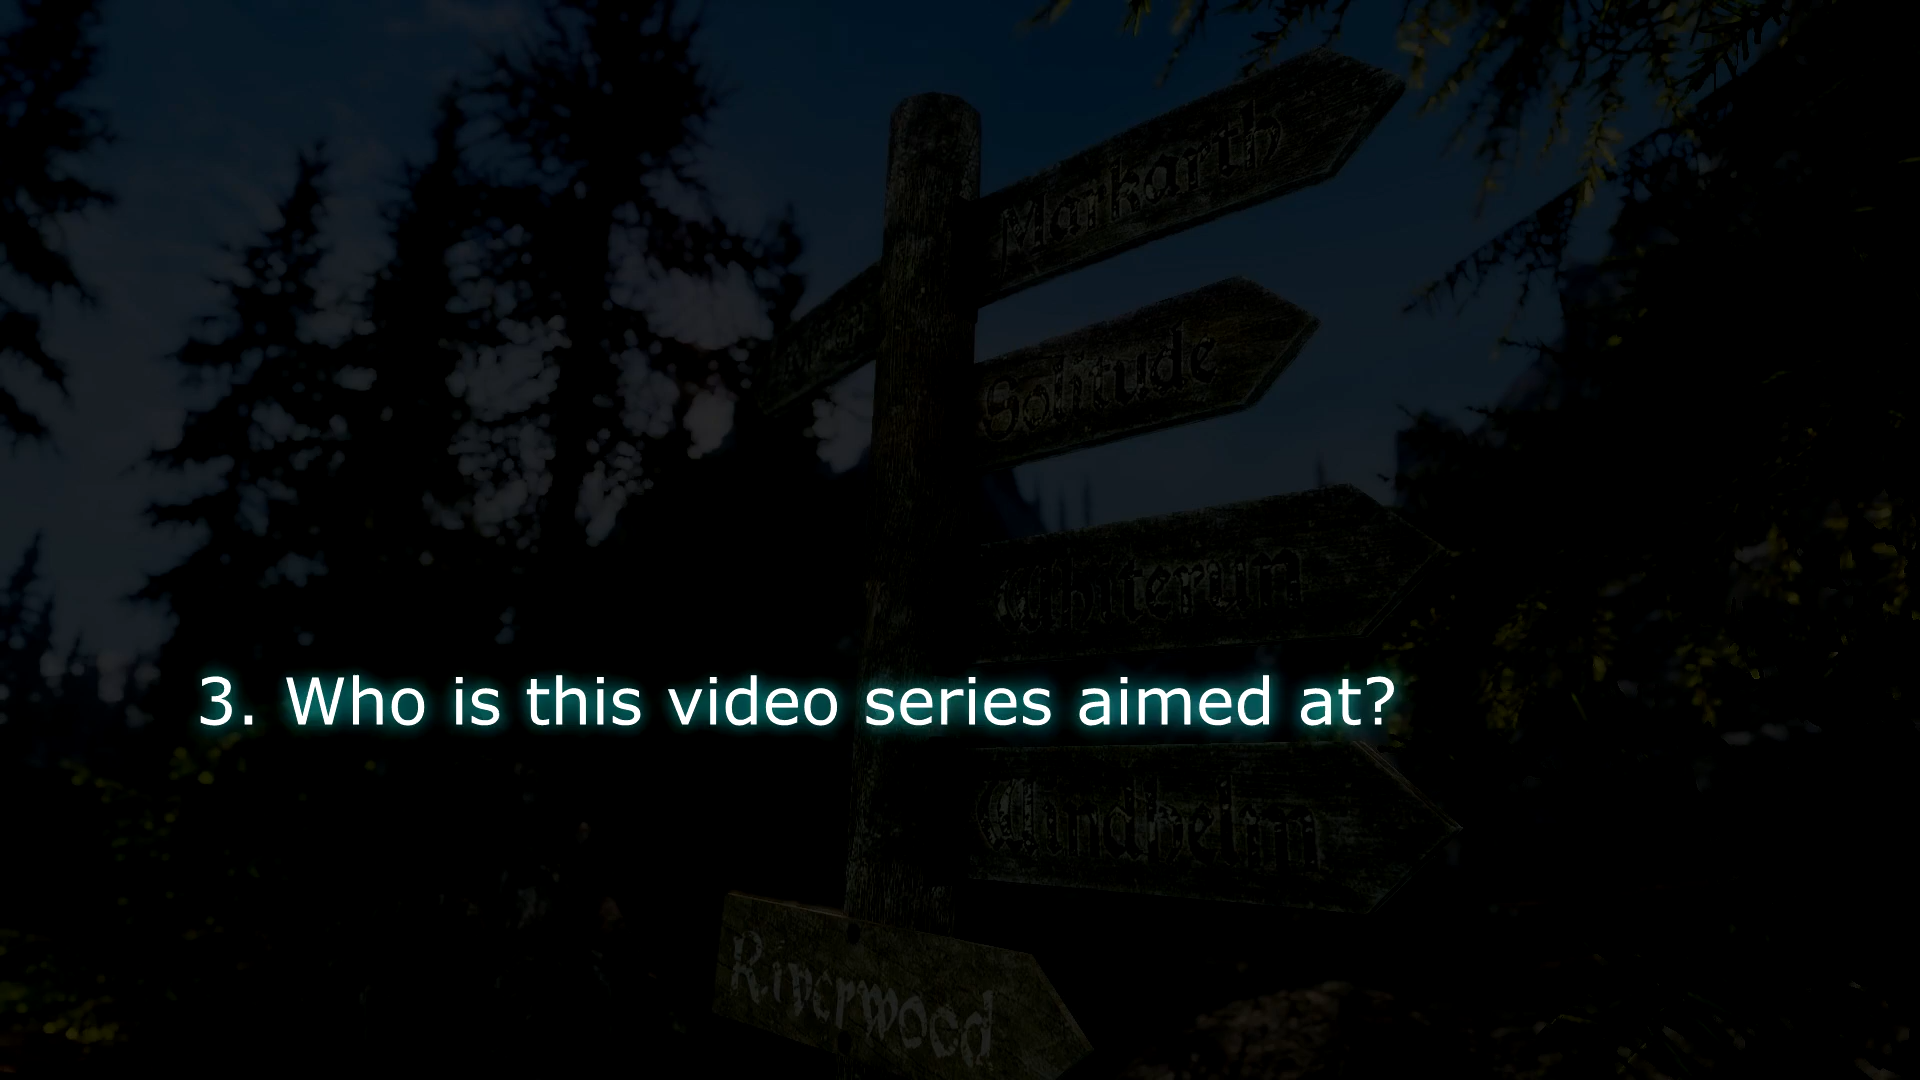 Markarth
Solitude
Whiterun
3. Who is this video series aimed at?
Windhelm
Riverwood